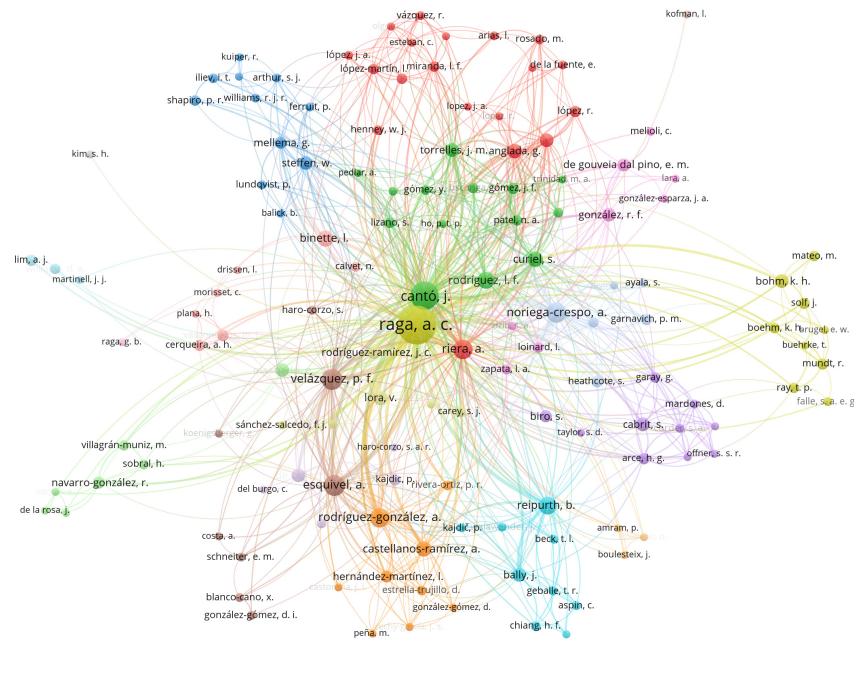 vázquez, r.
kofman, l.
esteban, c.
arias, l.
rosado, m.
lópez, j. a.
kuiper, r.
lópez-martín, l.
miranda, l. f.
de la fuente, e.
iliev, i. t.
arthur, s. j.
shapiro, p. r.
williams, r. j. r.
ferruit, p.
lopez, j. a.
lópez, r.
henney, w. j.
melioli, c.
mellema, g.
torrelles, j. m.
anglada, g.
kim, s. h.
steffen, w.
de gouveia dal pino, e. m.
pedlar, a.
trinidad, m. a.
lara, a.
lundqvist, p.
gómez, y.
gómez, j. f.
gonzález-esparza, j. a.
balick, b.
lizano, s.
ho, p. t. p.
patel, n. a.
gonzález, r. f.
binette, l.
lim, a. j.
curiel, s.
mateo, m.
drissen, l.
calvet, n.
martinell, j. j.
rodríguez, l. f.
ayala, s.
bohm, k. h.
morisset, c.
cantó, j.
solf, j.
plana, h.
haro-corzo, s.
noriega-crespo, a.
garnavich, p. m.
raga, a. c.
boehm, k. h.
brugel, e. w.
raga, g. b.
cerqueira, a. h.
rodríguez-ramírez, j. c.
riera, a.
loinard, l.
buehrke, t.
mundt, r.
velázquez, p. f.
zapata, l. a.
heathcote, s.
garay, g.
ray, t. p.
lora, v.
mardones, d.
falle, s. a. e. g
carey, s. j.
biro, s.
sánchez-salcedo, f. j.
cabrit, s.
taylor, s. d.
koenigsberger, g.
villagrán-muniz, m.
haro-corzo, s. a. r.
sobral, h.
arce, h. g.
offner, s. s. r.
navarro-gonzález, r.
del burgo, c.
esquivel, a.
kajdic, p.
rivera-ortiz, p. r.
de la rosa, j.
reipurth, b.
rodríguez-gonzález, a.
kajdič, p.
amram, p.
costa, a.
beck, t. l.
castellanos-ramírez, a.
boulesteix, j.
schneiter, e. m.
hernández-martínez, l.
bally, j.
estrella-trujillo, d.
geballe, t. r.
blanco-cano, x.
gonzález-gómez, d.
aspin, c.
gonzález-gómez, d. i.
chiang, h. f.
peña, m.